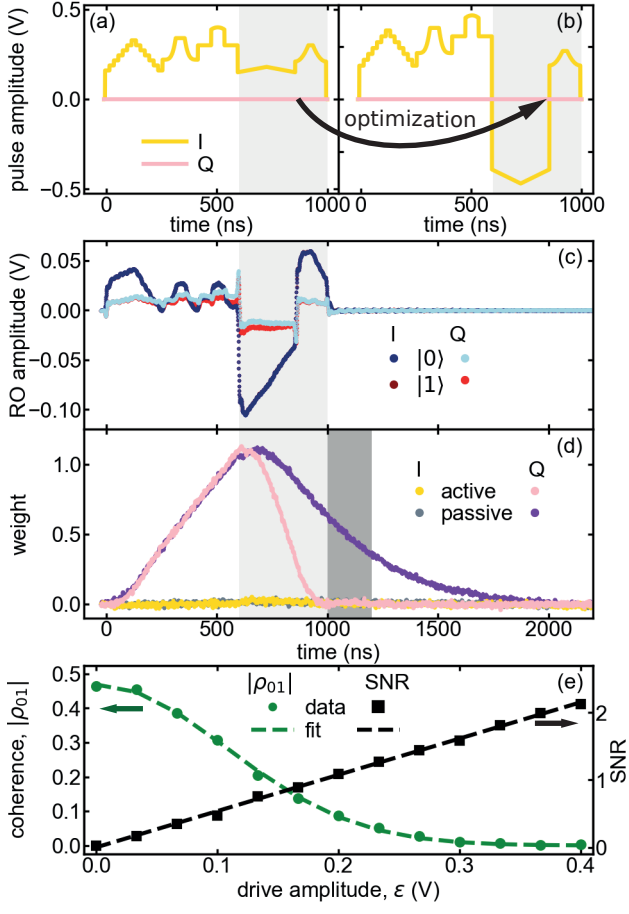 (a)
(b)
0.5
0.0
−0.5
pulse amplitude (V)
I
Q
optimization
0
500
1000
0
500
1000
time (ns)
time (ns)
(c)
0.05
0.00
−0.05
−0.10
RO amplitude (V)
I Q
|0⟩
|1⟩
(d)
1.0
0.5
0.0
weight
I Q
active
passive
0
500
1000
1500
2000
time (ns)
(e)
0.5
0.4
0.3
0.2
0.1
0.0
coherence, |ρ01|
|ρ01| SNR
data
fit
2
1
0
SNR
0.0
0.1
0.2
0.3
0.4
drive amplitude, ε (V)